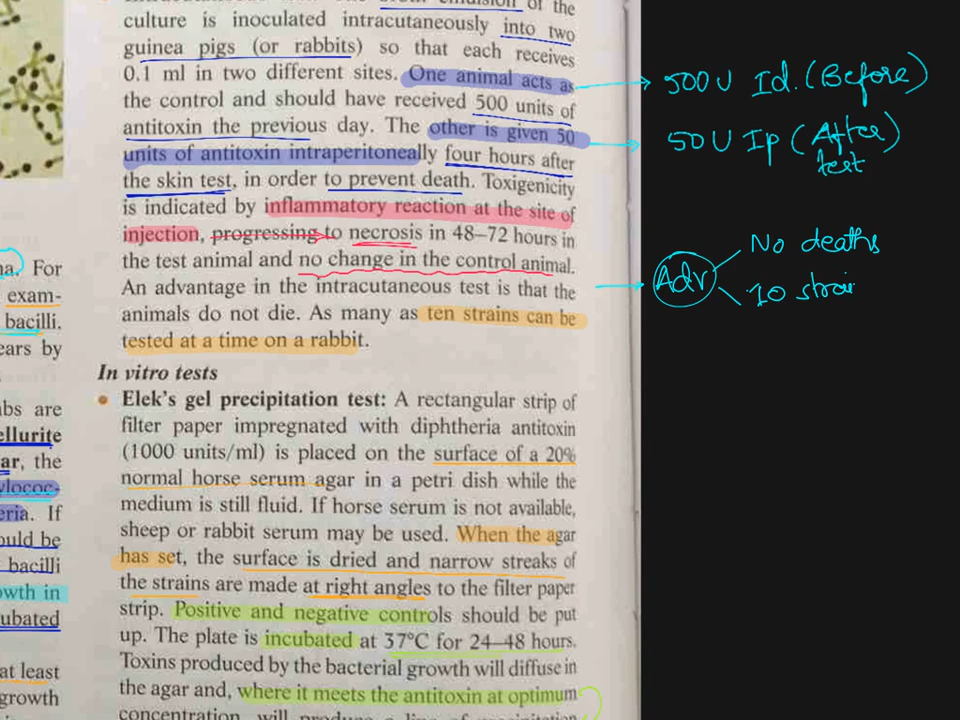 of the
culture is inoculated intracutaneously into two
guinea pigs (or rabbits) so that each receives
0.1 ml in two different sites. One animal acts as
the control and should have received 500 units of
antitoxin the previous day. The other is given 50
units of antitoxin intraperitoneally four hours after
the skin test, in order to prevent death. Toxigenicity
is indicated by inflammatory reaction at the site of
injection, progressing to necrosis in 48–72 hours in
the test animal and no change in the control animal.
An advantage in the intracutaneous test is that the
animals do not die. As many as ten strains can be
tested at a time on a rabbit.
In vitro tests
• Elek's gel precipitation test: A rectangular strip of
filter paper impregnated with diphtheria antitoxin
(1000 units/ml) is placed on the surface of a 20%
normal horse serum agar in a petri dish while the
medium is still fluid. If horse serum is not available,
sheep or rabbit serum may be used. When the agar
has set, the surface is dried and narrow streaks of
the strains are made at right angles to the filter paper
strip. Positive and negative controls should be put
up. The plate is incubated at 37°C for 24–48 hours.
Toxins produced by the bacterial growth will diffuse in
the agar and, where it meets the antitoxin at optimum
concentration, will produce a line of
500U Id. (Before)
50U Ip (After
test)
Adv
No deaths
10 strai
na. For
exam-
bacilli.
ears by
bs are
ellurite
ar, the
ylococ-
eria. If
ould be
bacilli
owth in
ubated
at least
growth